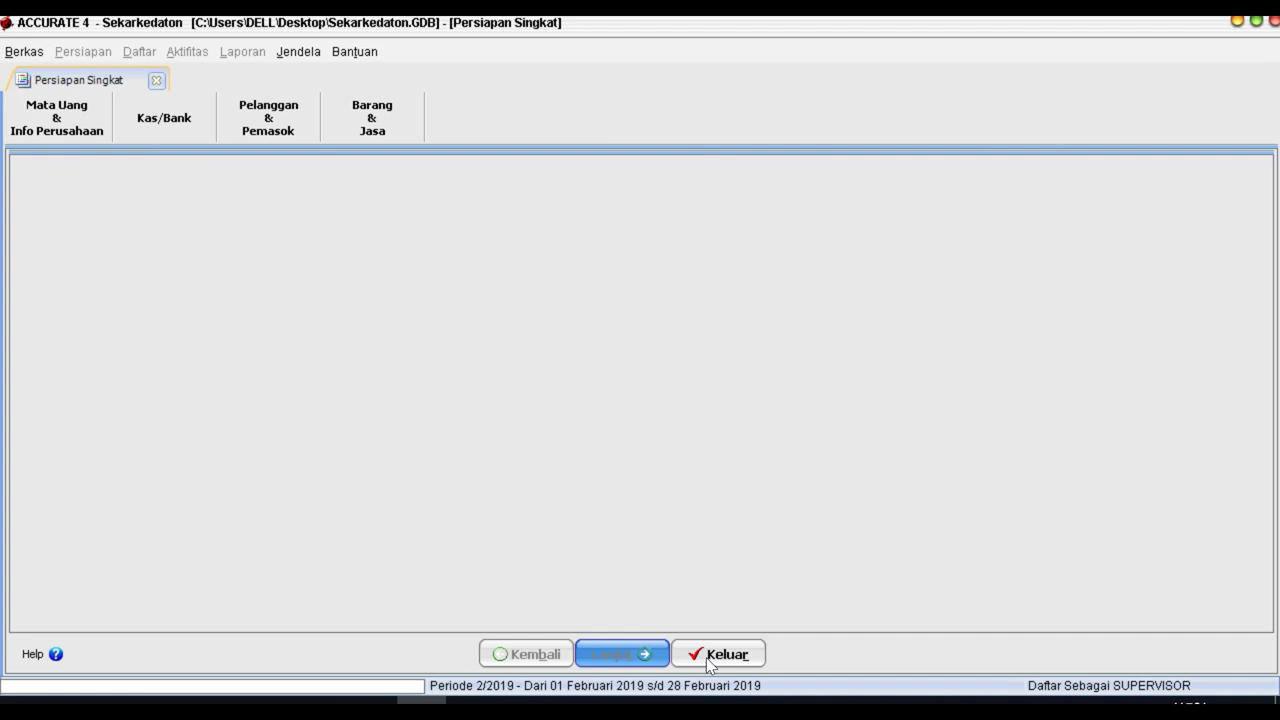 ACCURATE 4 - Sekarkedaton [C:\Users\DELL\Desktop\Sekarkedaton.GDB] - [Persiapan Singkat]
Berkas Persiapan Daftar Aktifitas Laporan Jendela Bantuan
Persiapan Singkat
Mata Uang
&
Info Perusahaan
Kas/Bank
Pelanggan
&
Pemasok
Barang
&
Jasa
Help ?
Kembali
Keluar
Periode 2/2019 - Dari 01 Februari 2019 s/d 28 Februari 2019
Daftar Sebagai SUPERVISOR